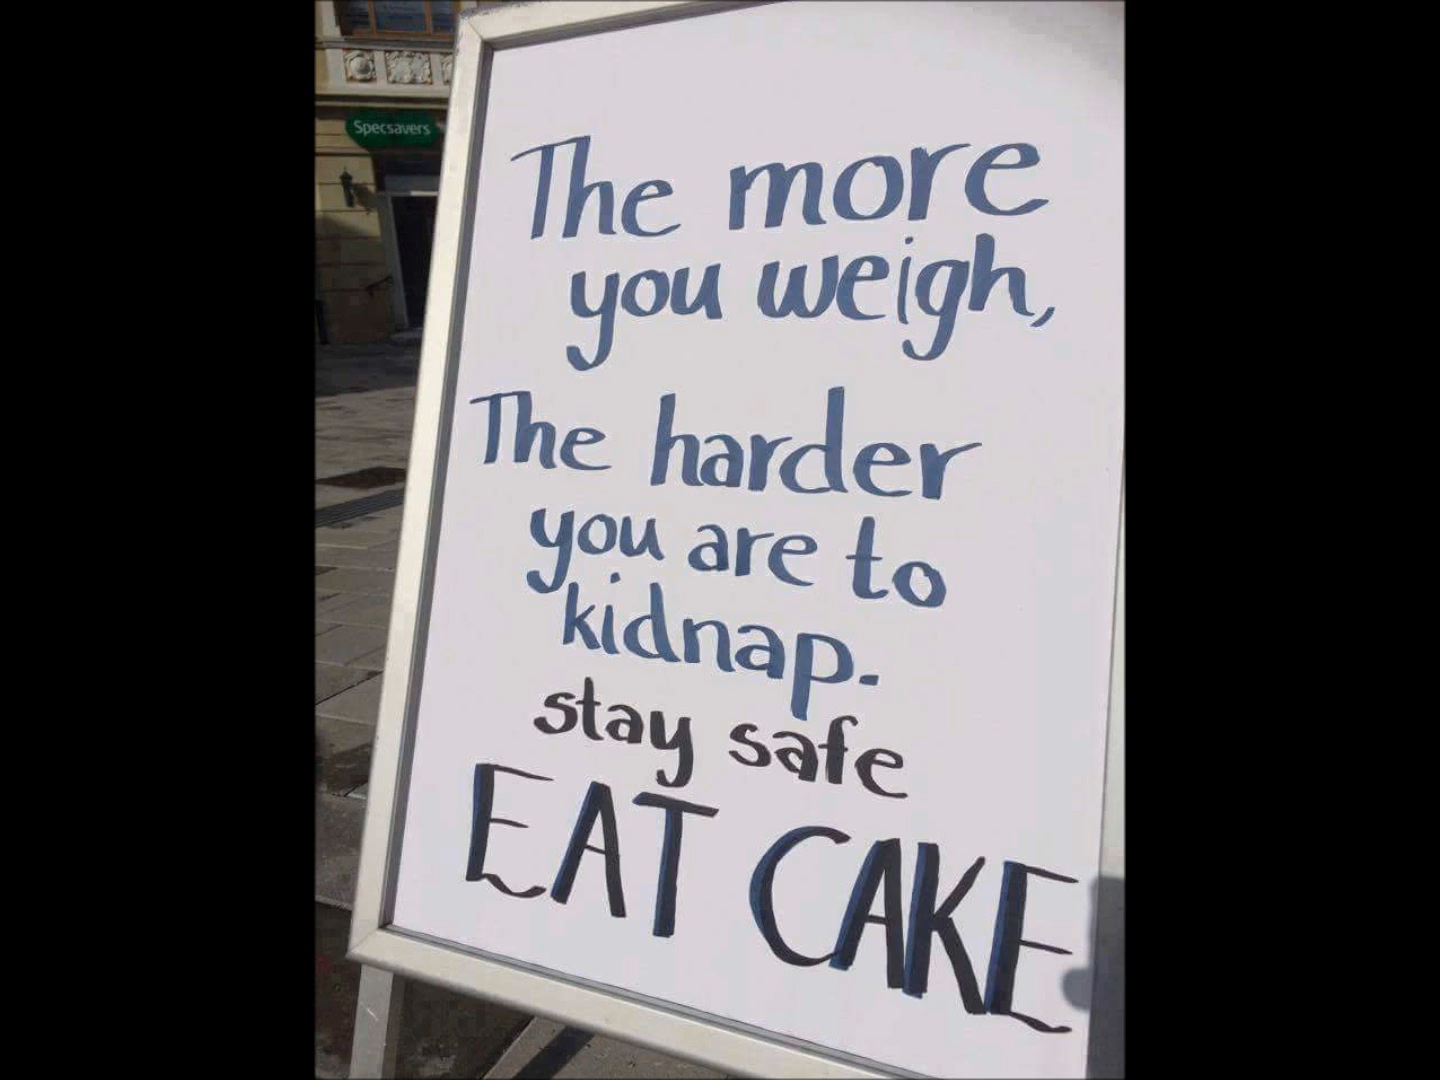 Specsavers
The more
you weigh,
The harder
you are to
kidnap.
stay safe
EAT CAKE